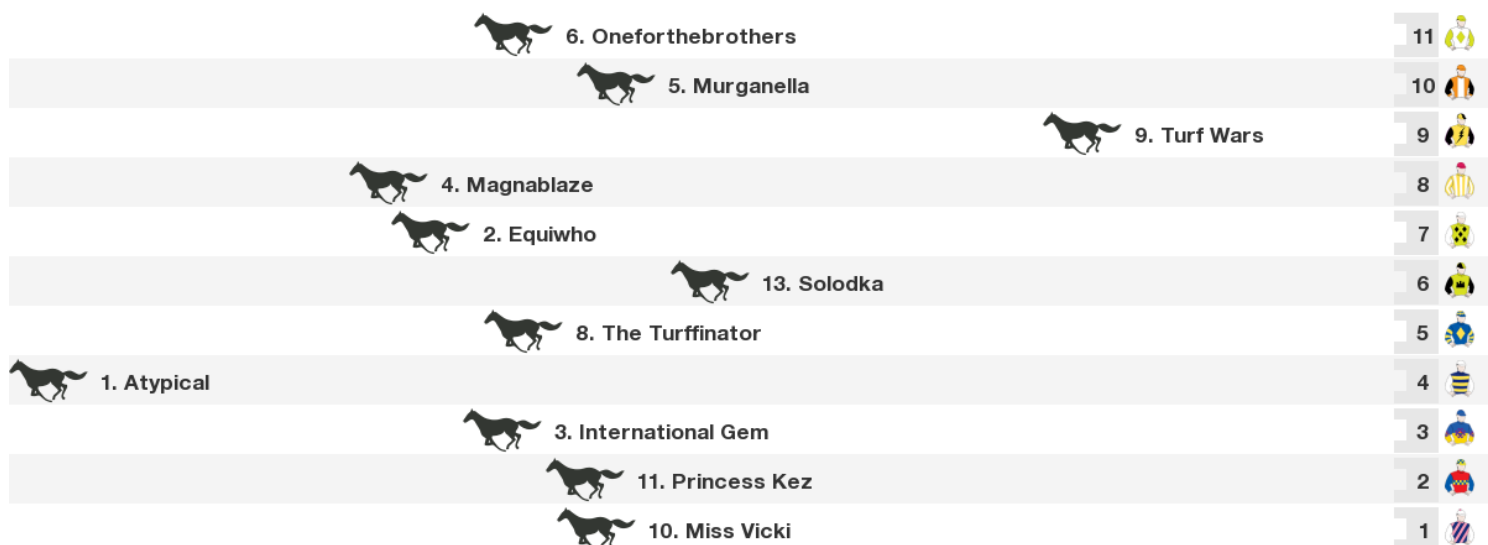 6. Oneforthebrothers 11
5. Murganella 10
9. Turf Wars 9
4. Magnablaze 8
2. Equiwho 7
13. Solodka 6
8. The Turffinator 5
1. Atypical 4
3. International Gem 3
11. Princess Kez 2
10. Miss Vicki 1